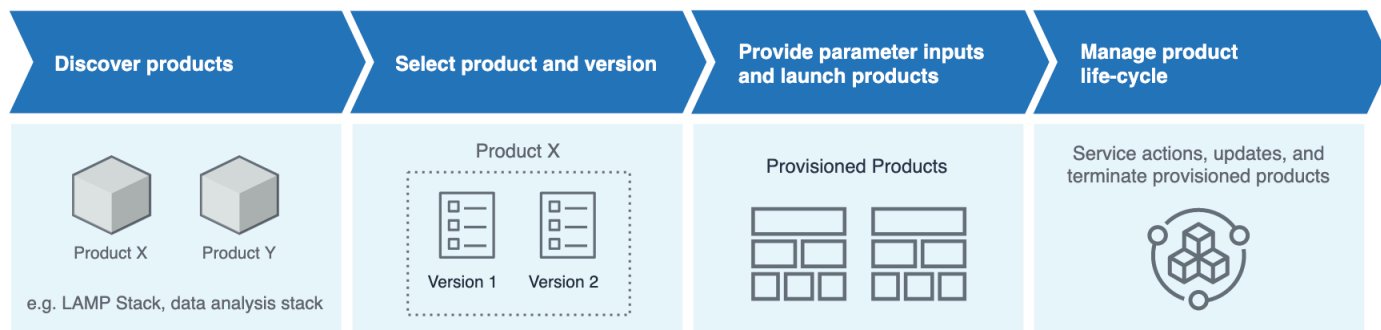 Discover products
Select product and version
Provide parameter inputs
and launch products
Manage product
life-cycle
Product X
Product Y
e.g. LAMP Stack, data analysis stack
Product X
Version 1
Version 2
Provisioned Products
Service actions, updates, and
terminate provisioned products